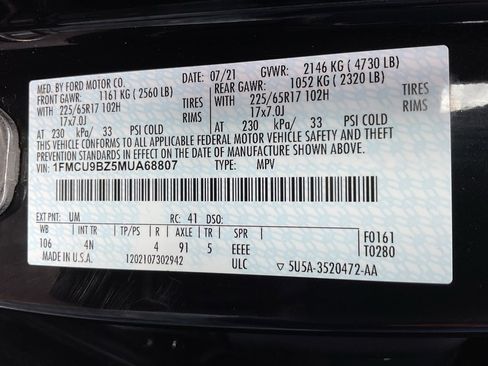 MFD. BY FORD MOTOR CO.
07/21 GVWR: 2146 KG (4730 LB)
FRONT GAWR: 1161 KG (2560 LB) REAR GAWR: 1052 KG (2320 LB)
WITH 225/65R17 102H TIRES WITH 225/65R17 102H TIRES
17x7.0J RIMS 17x7.0J RIMS
AT 230 kPa/ 33 PSI COLD AT 230 kPa/ 33 PSI COLD
THIS VEHICLE CONFORMS TO ALL APPLICABLE FEDERAL MOTOR VEHICLE SAFETY AND THEFT PREVENTION STANDARDS IN EFFECT ON THE DATE OF MANUFACTURE SHOWN ABOVE.
VIN: 1FMCU9BZ5MUA68807 TYPE: MPV
EXT PNT: UM RC: 41 DSO:
WB INT TR TP/PS R AXLE TR SPR F0161
106 4N 4 91 5 EEEE T0280
MADE IN U.S.A. 1202107302942 ULC 5U5A-3520472-AA